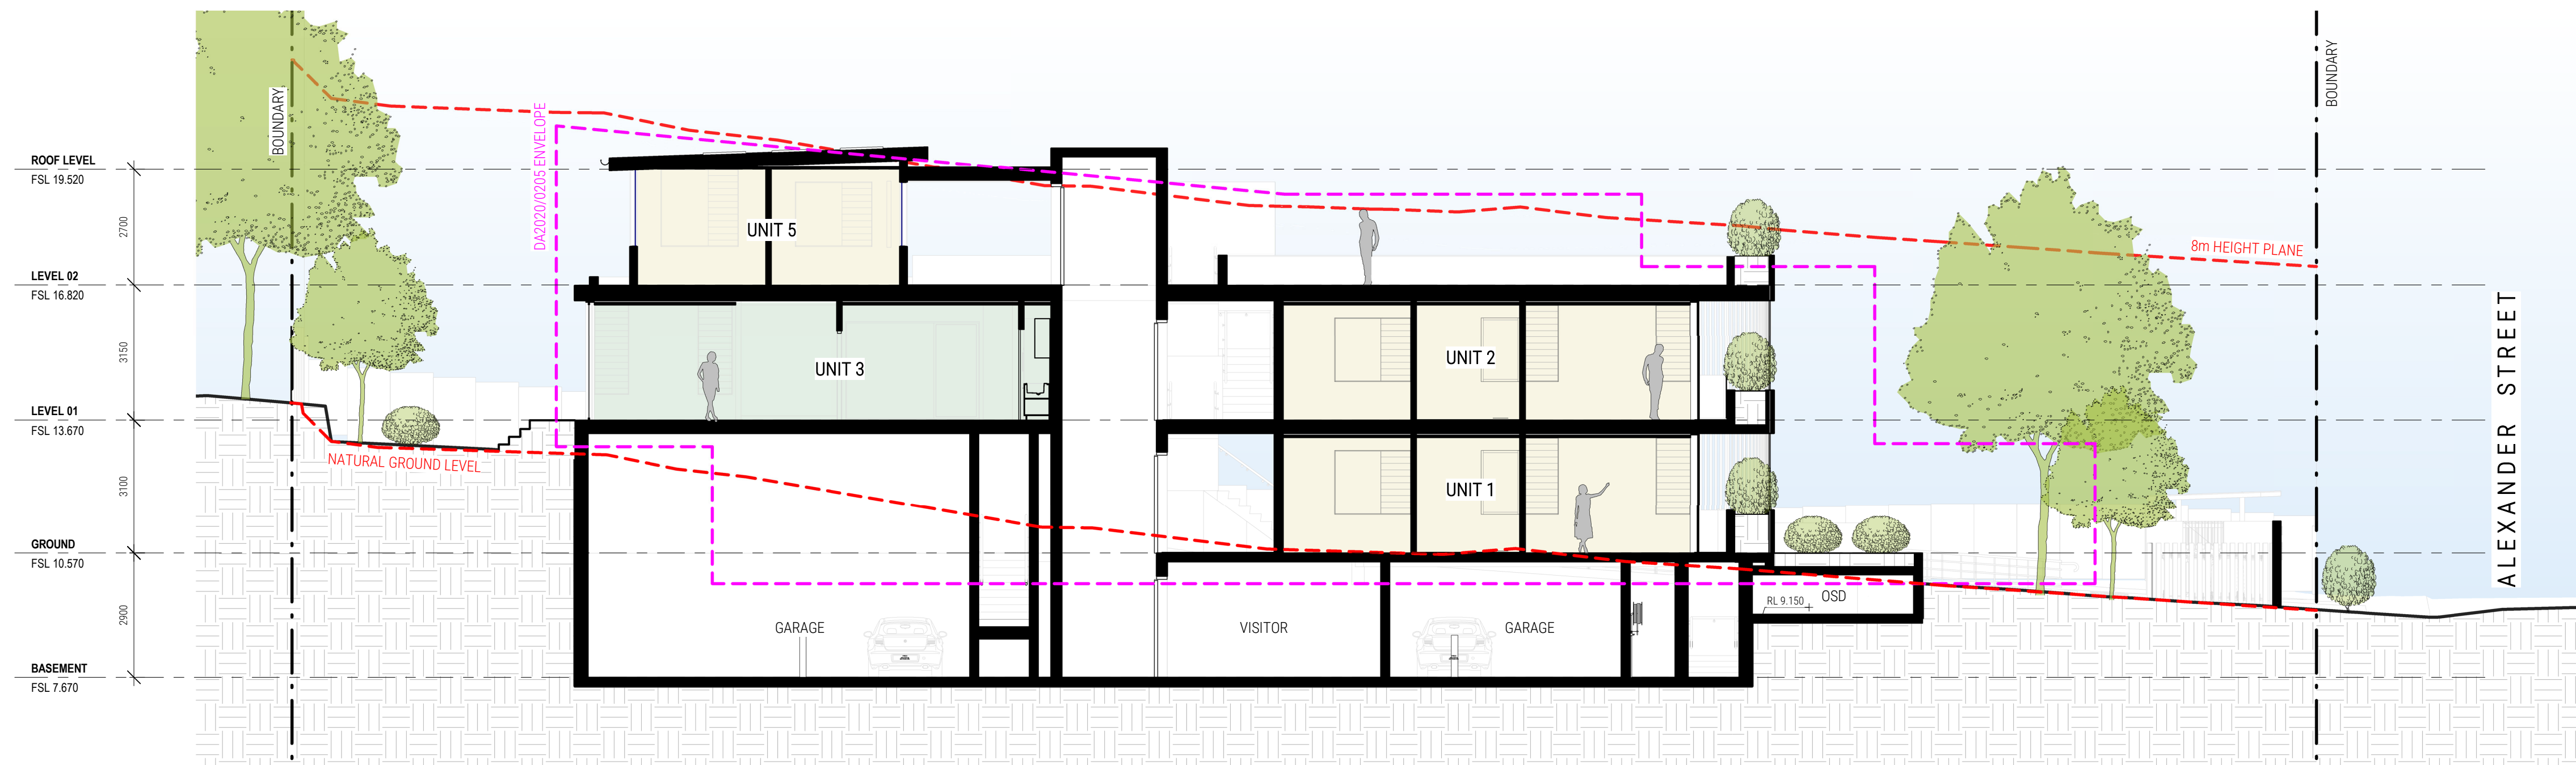 BOUNDARY
BOUNDARY
DA2020/0205 ENVELOPE
ROOF LEVEL
FSL 19.520
2700
UNIT 5
8m HEIGHT PLANE
LEVEL 02
FSL 16.820
3150
UNIT 3
UNIT 2
ALEXANDER STREET
LEVEL 01
FSL 13.670
NATURAL GROUND LEVEL
3100
UNIT 1
GROUND
FSL 10.570
2900
RL 9.150
OSD
GARAGE
VISITOR
GARAGE
BASEMENT
FSL 7.670